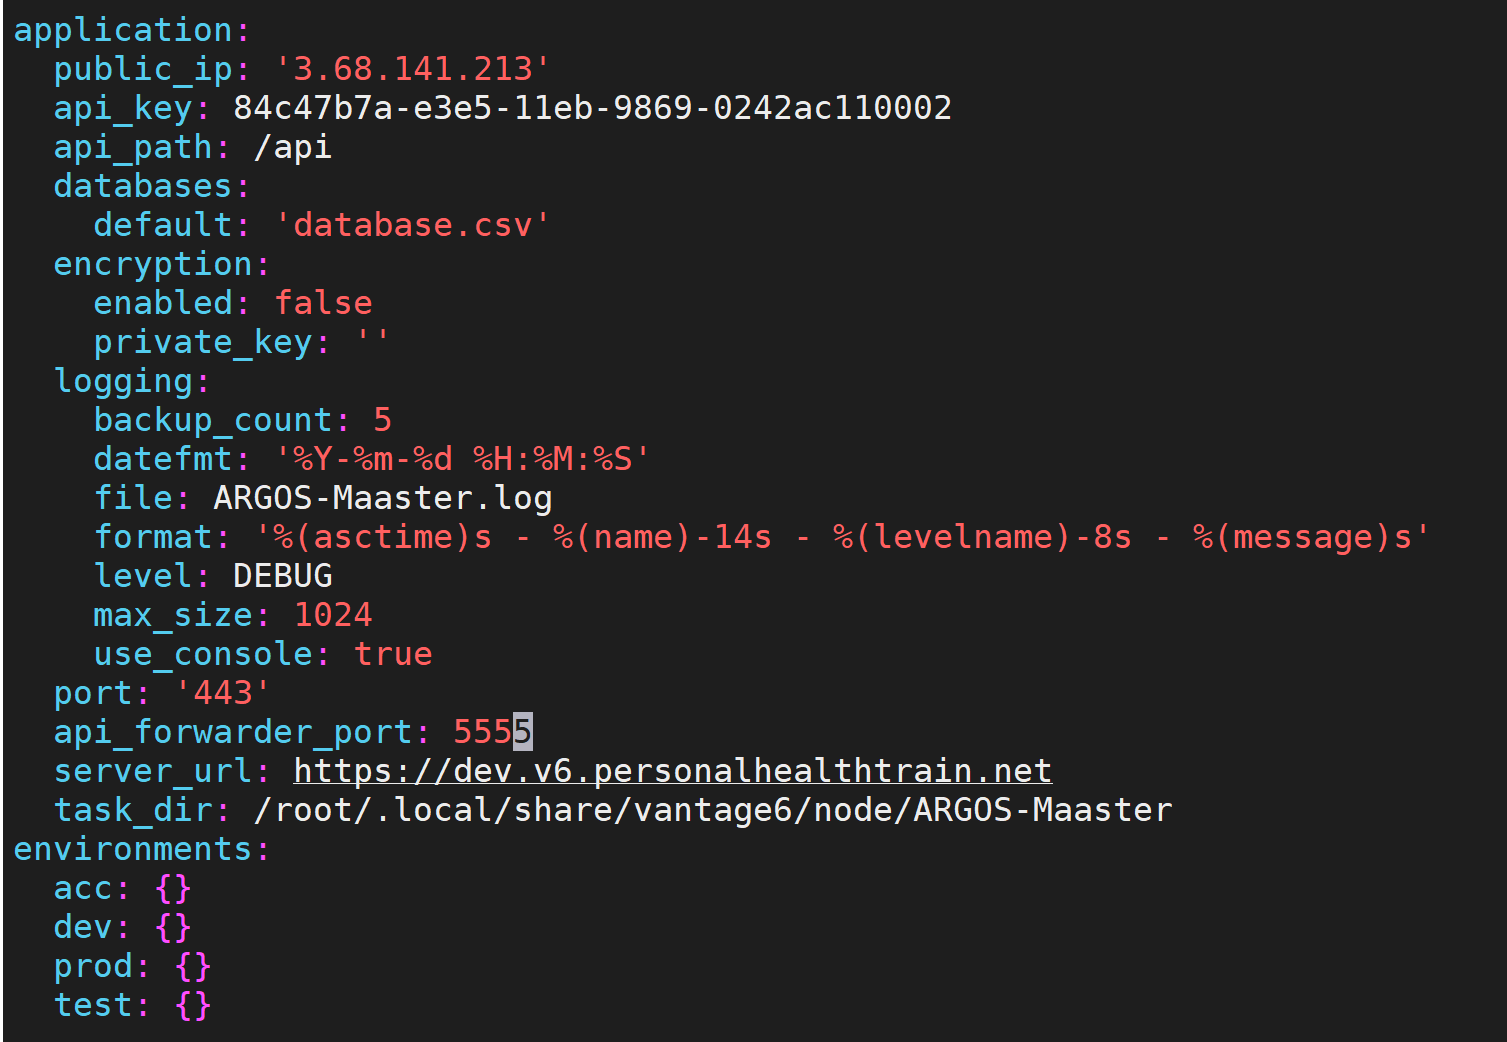 application:
  public_ip: '3.68.141.213'
  api_key: 84c47b7a-e3e5-11eb-9869-0242ac110002
  api_path: /api
  databases:
    default: 'database.csv'
  encryption:
    enabled: false
    private_key: ''
  logging:
    backup_count: 5
    datefmt: '%Y-%m-%d %H:%M:%S'
    file: ARGOS-Maaster.log
    format: '%(asctime)s - %(name)-14s - %(levelname)-8s - %(message)s'
    level: DEBUG
    max_size: 1024
    use_console: true
  port: '443'
  api_forwarder_port: 5555
  server_url: https://dev.v6.personalhealthtrain.net
  task_dir: /root/.local/share/vantage6/node/ARGOS-Maaster
environments:
  acc: {}
  dev: {}
  prod: {}
  test: {}